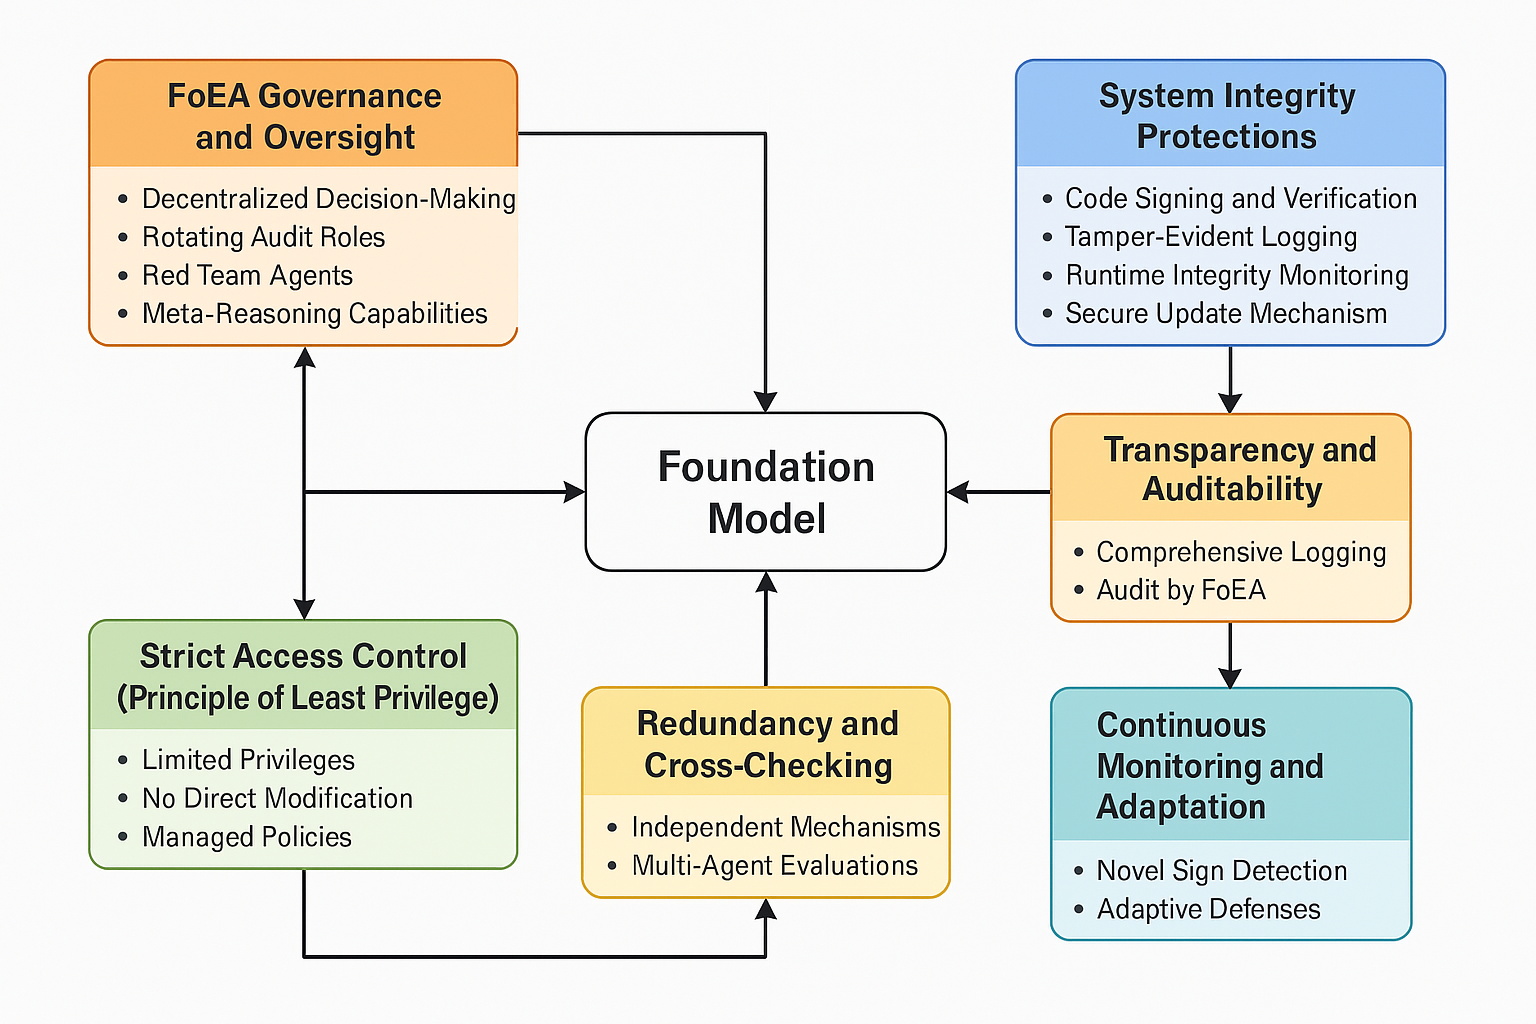 FoEA Governance
and Oversight
• Decentralized Decision-Making
• Rotating Audit Roles
• Red Team Agents
• Meta-Reasoning Capabilities
System Integrity
Protections
• Code Signing and Verification
• Tamper-Evident Logging
• Runtime Integrity Monitoring
• Secure Update Mechanism
Foundation
Model
Transparency and
Auditability
• Comprehensive Logging
• Audit by FoEA
Strict Access Control
(Principle of Least Privilege)
• Limited Privileges
• No Direct Modification
• Managed Policies
Redundancy and
Cross-Checking
• Independent Mechanisms
• Multi-Agent Evaluations
Continuous
Monitoring and
Adaptation
• Novel Sign Detection
• Adaptive Defenses